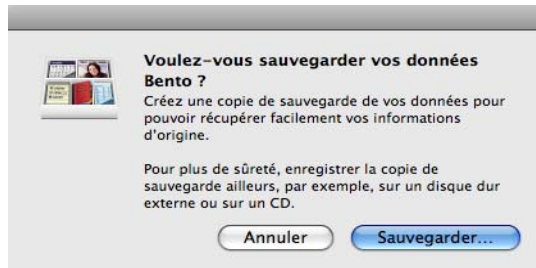 Voulez-vous sauvegarder vos données
Bento ?
Créez une copie de sauvegarde de vos données pour
pouvoir récupérer facilement vos informations
d'origine.
Pour plus de sûreté, enregistrer la copie de
sauvegarde ailleurs, par exemple, sur un disque dur
externe ou sur un CD.
Annuler Sauvegarder...